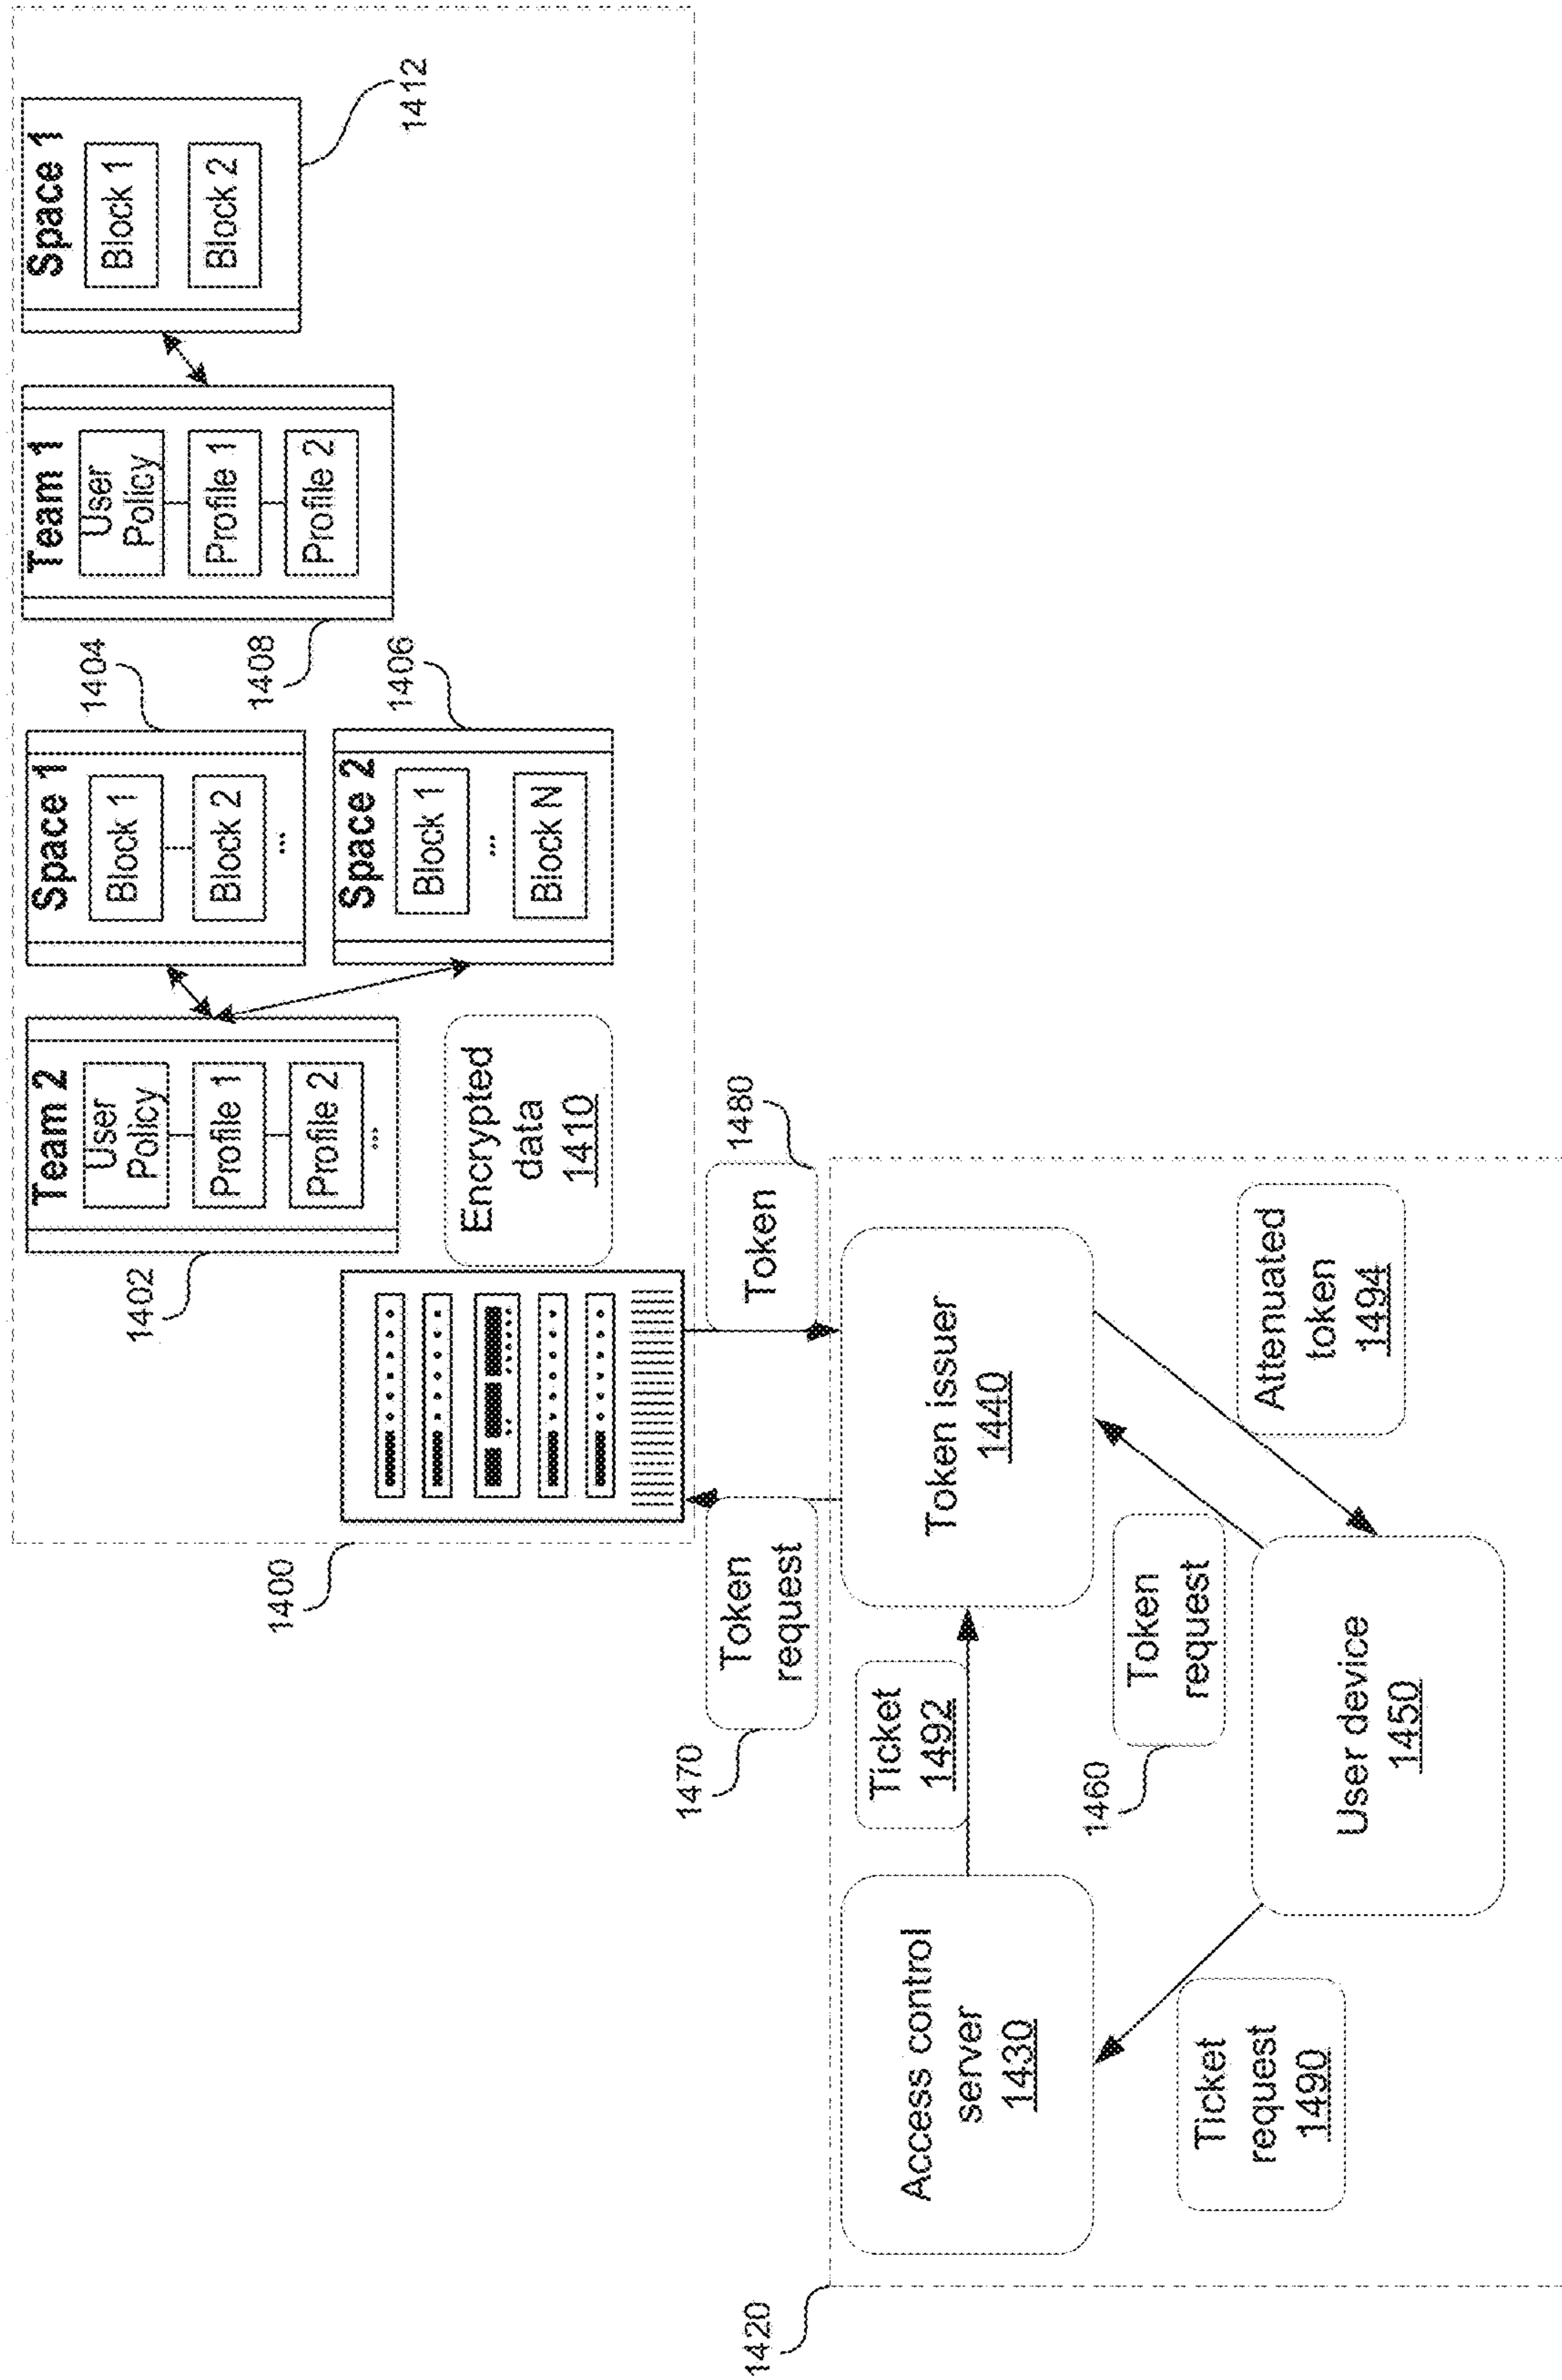 1400
1402
Team 2
User
Policy
Profile 1
Profile 2
...
Encrypted
data
1410
Space 1
Block 1
Block 2
...
1404
Space 2
Block 1
...
Block N
1406
Team 1
User
Policy
Profile 1
Profile 2
1408
Space 1
Block 1
Block 2
1412
1470
Token
request
Token
1480
1420
Access control
server
1430
Ticket
1492
Token issuer
1440
Ticket
request
1490
1460
Token
request
Attenuated
token
1494
User device
1450